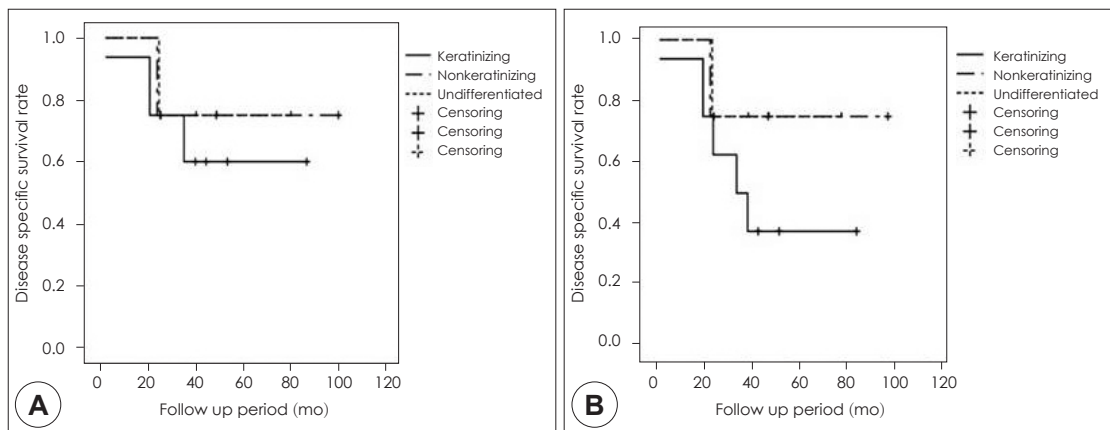 Disease specific survival rate
1.0
0.8
0.6
0.4
0.2
0.0
0 20 40 60 80 100 120
Follow up period (mo)
Keratinizing
Nonkeratinizing
Undifferentiated
Censoring
Censoring
Censoring
A
Disease specific survival rate
1.0
0.8
0.6
0.4
0.2
0.0
0 20 40 60 80 100 120
Follow up period (mo)
Keratinizing
Nonkeratinizing
Undifferentiated
Censoring
Censoring
Censoring
B